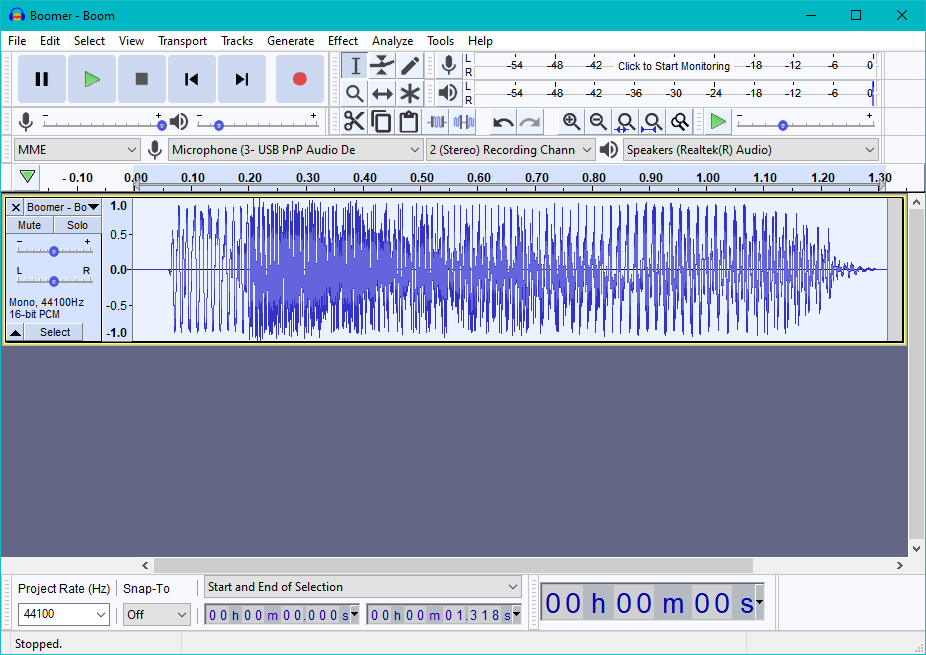 Boomer - Boom
File Edit Select View Transport Tracks Generate Effect Analyze Tools Help
L R -54 -48 -42 Click to Start Monitoring -18 -12 -6 0
L R -54 -48 -42 -36 -30 -24 -18 -12 -6 0
- + - + - +
MME Microphone (3- USB PnP Audio De 2 (Stereo) Recording Chann Speakers (Realtek(R) Audio)
- 0.10 0.00 0.10 0.20 0.30 0.40 0.50 0.60 0.70 0.80 0.90 1.00 1.10 1.20 1.30
Boomer - Bo 1.0
Mute Solo
- + 0.5
L R 0.0
Mono, 44100Hz -0.5
16-bit PCM
Select -1.0
Project Rate (Hz) Snap-To Start and End of Selection
44100 Off 00h00m00.000s 00h00m01.318s 00h00m00s
Stopped.